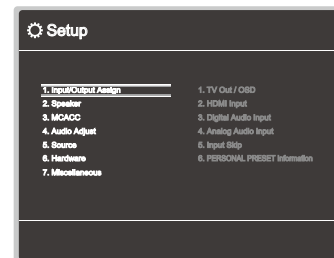 Setup
1. Input/Output Assign
2. Speaker
3. MCACC
4. Audio Adjust
5. Source
6. Hardware
7. Miscellaneous
1. TV Out / OSD
2. HDMI Input
3. Digital Audio Input
4. Analog Audio Input
5. Input Skip
6. PERSONAL PRESET Information